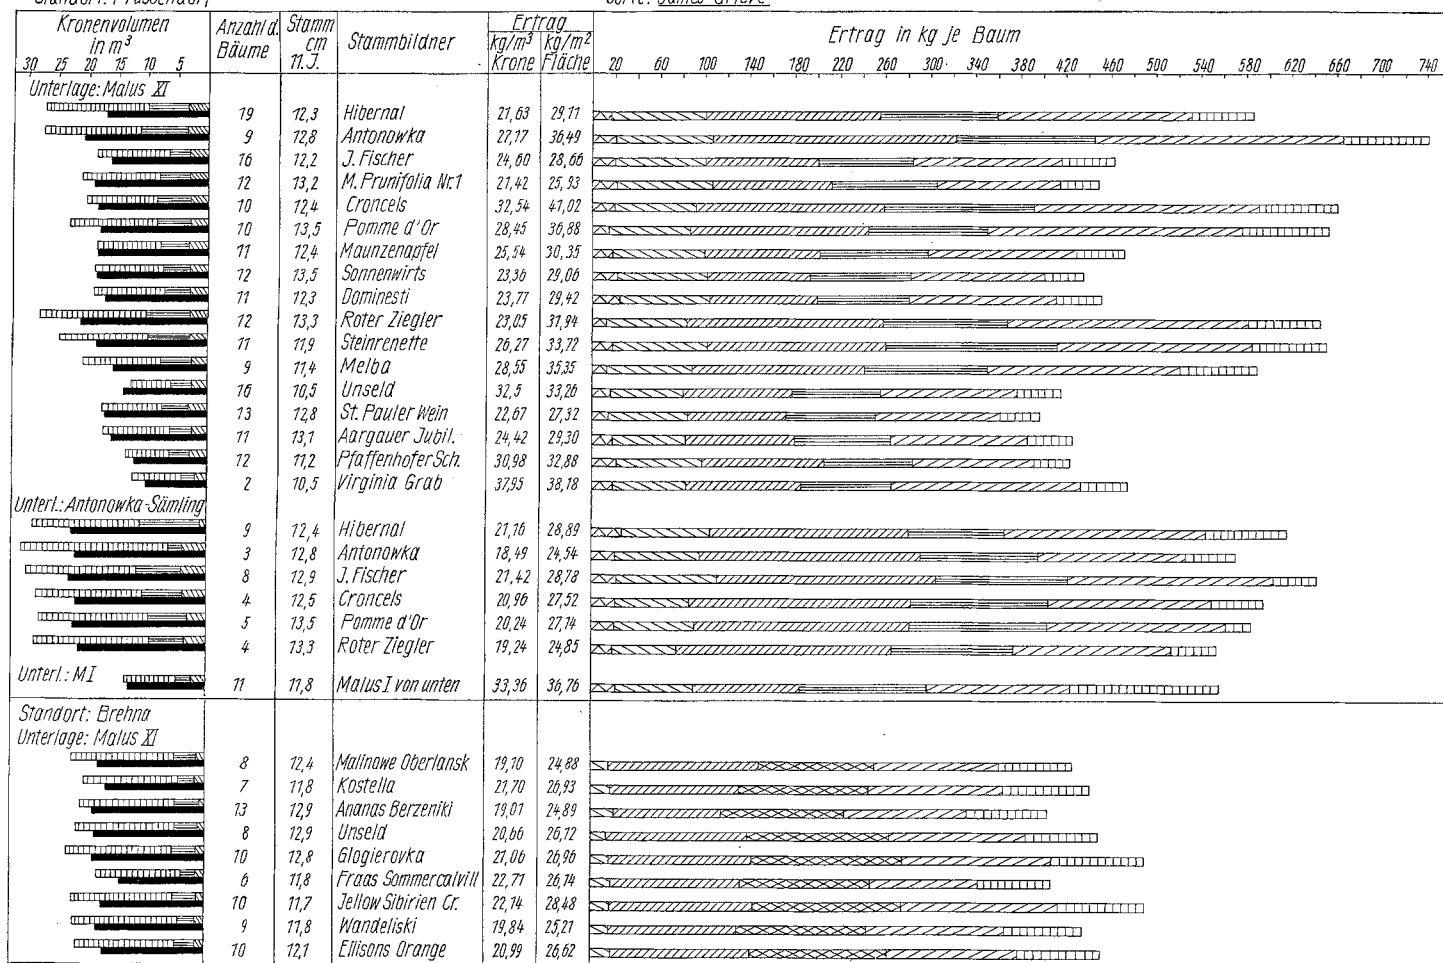 Standort: Prussendorf Sorte: James Grieve
Kronenvolumen in m³ Anzahl d. Bäume Stamm cm 11. J. Stammbildner Ertrag kg/m³ Krone kg/m² Fläche Ertrag in kg je Baum
30 25 20 15 10 5 20 60 100 140 180 220 260 300 340 380 420 460 500 540 580 620 660 700 740
Unterlage: Malus XI
19 12,3 Hibernal 21,63 29,11
9 12,8 Antonowka 27,17 36,49
16 12,2 J. Fischer 24,60 28,66
12 13,2 M. Prunifolia Nr.1 21,42 25,93
10 12,4 Croncels 32,54 41,02
10 13,5 Pomme d'Or 28,45 36,88
11 12,4 Maunzenapfel 25,54 30,35
12 13,5 Sonnenwirts 23,36 29,06
11 12,3 Dominesti 23,77 29,42
12 13,3 Roter Ziegler 23,05 31,94
11 11,9 Steinrenette 26,27 33,72
9 11,4 Melba 28,55 35,35
16 10,5 Unseld 32,5 33,26
13 12,8 St. Pauler Wein 22,67 27,32
11 13,1 Aargauer Jubil. 24,42 29,30
12 11,2 Pfaffenhofer Sch. 30,98 32,88
2 10,5 Virginia Grab 37,95 38,18
Unterl.: Antonowka-Sämling
9 12,4 Hibernal 21,16 28,89
3 12,8 Antonowka 18,49 24,54
8 12,9 J. Fischer 21,42 28,78
4 12,5 Croncels 20,96 27,52
5 13,5 Pomme d'Or 20,24 27,14
4 13,3 Roter Ziegler 19,24 24,85
Unterl.: M I
11 11,8 Malus I von unten 33,36 36,76
Standort: Brehna
Unterlage: Malus XI
8 12,4 Malinowe Oberlansk 19,10 24,88
7 11,8 Kostella 21,70 26,93
13 12,9 Ananas Berzeniki 19,01 24,89
8 12,9 Unseld 20,66 26,12
10 12,8 Glogierovka 21,06 26,96
6 11,8 Fraas Sommercalvill 22,71 26,14
10 11,7 Jellow Sibirien Cr. 22,14 28,48
9 11,8 Wandeliski 19,84 25,21
10 12,1 Ellisons Orange 20,99 26,62